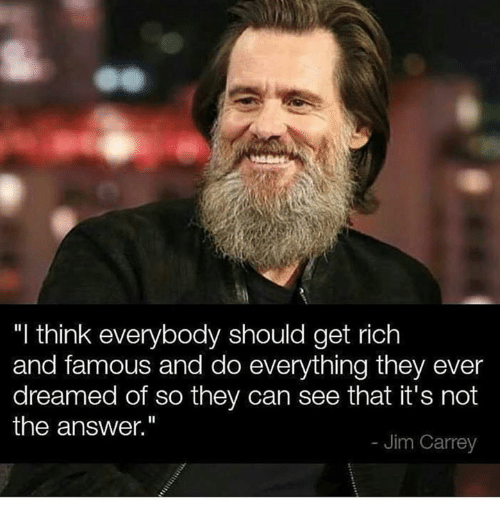 "I think everybody should get rich
and famous and do everything they ever
dreamed of so they can see that it's not
the answer."
- Jim Carrey